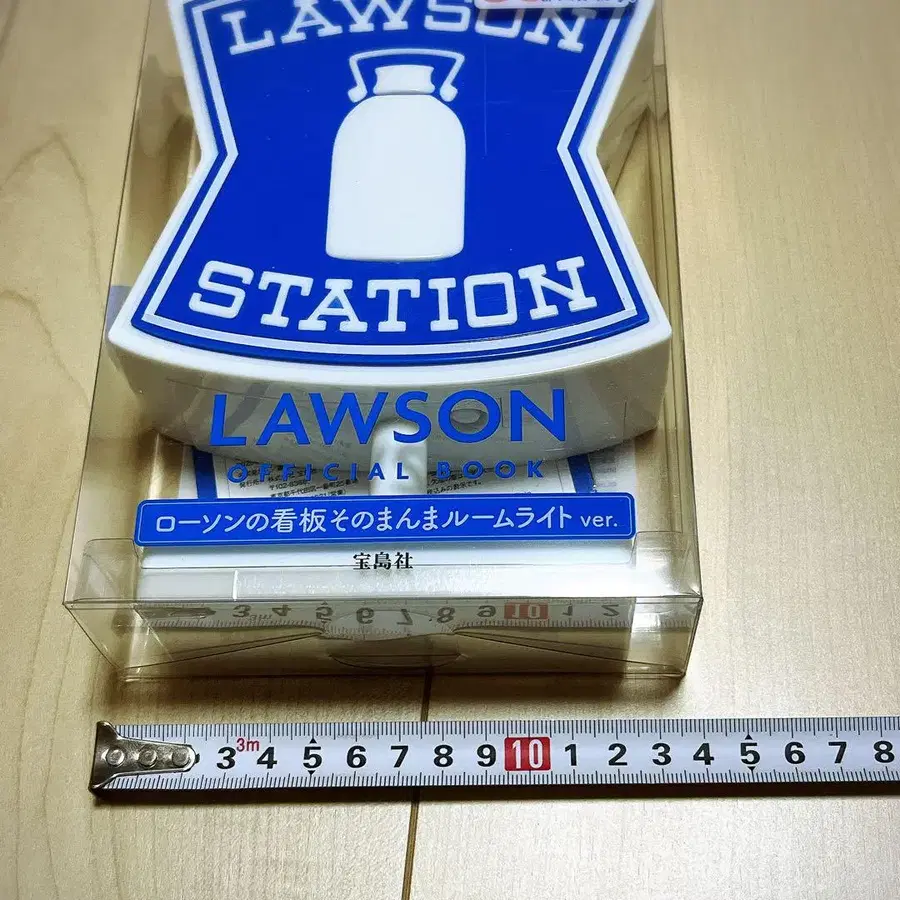 LAWSON
STATION
LAWSON
OFFICIAL BOOK
ローソンの看板そのまんまルームライト ver.
宝島社
3 3m 4 5 6 7 8 9 10 1 2 3 4 5 6 7 8